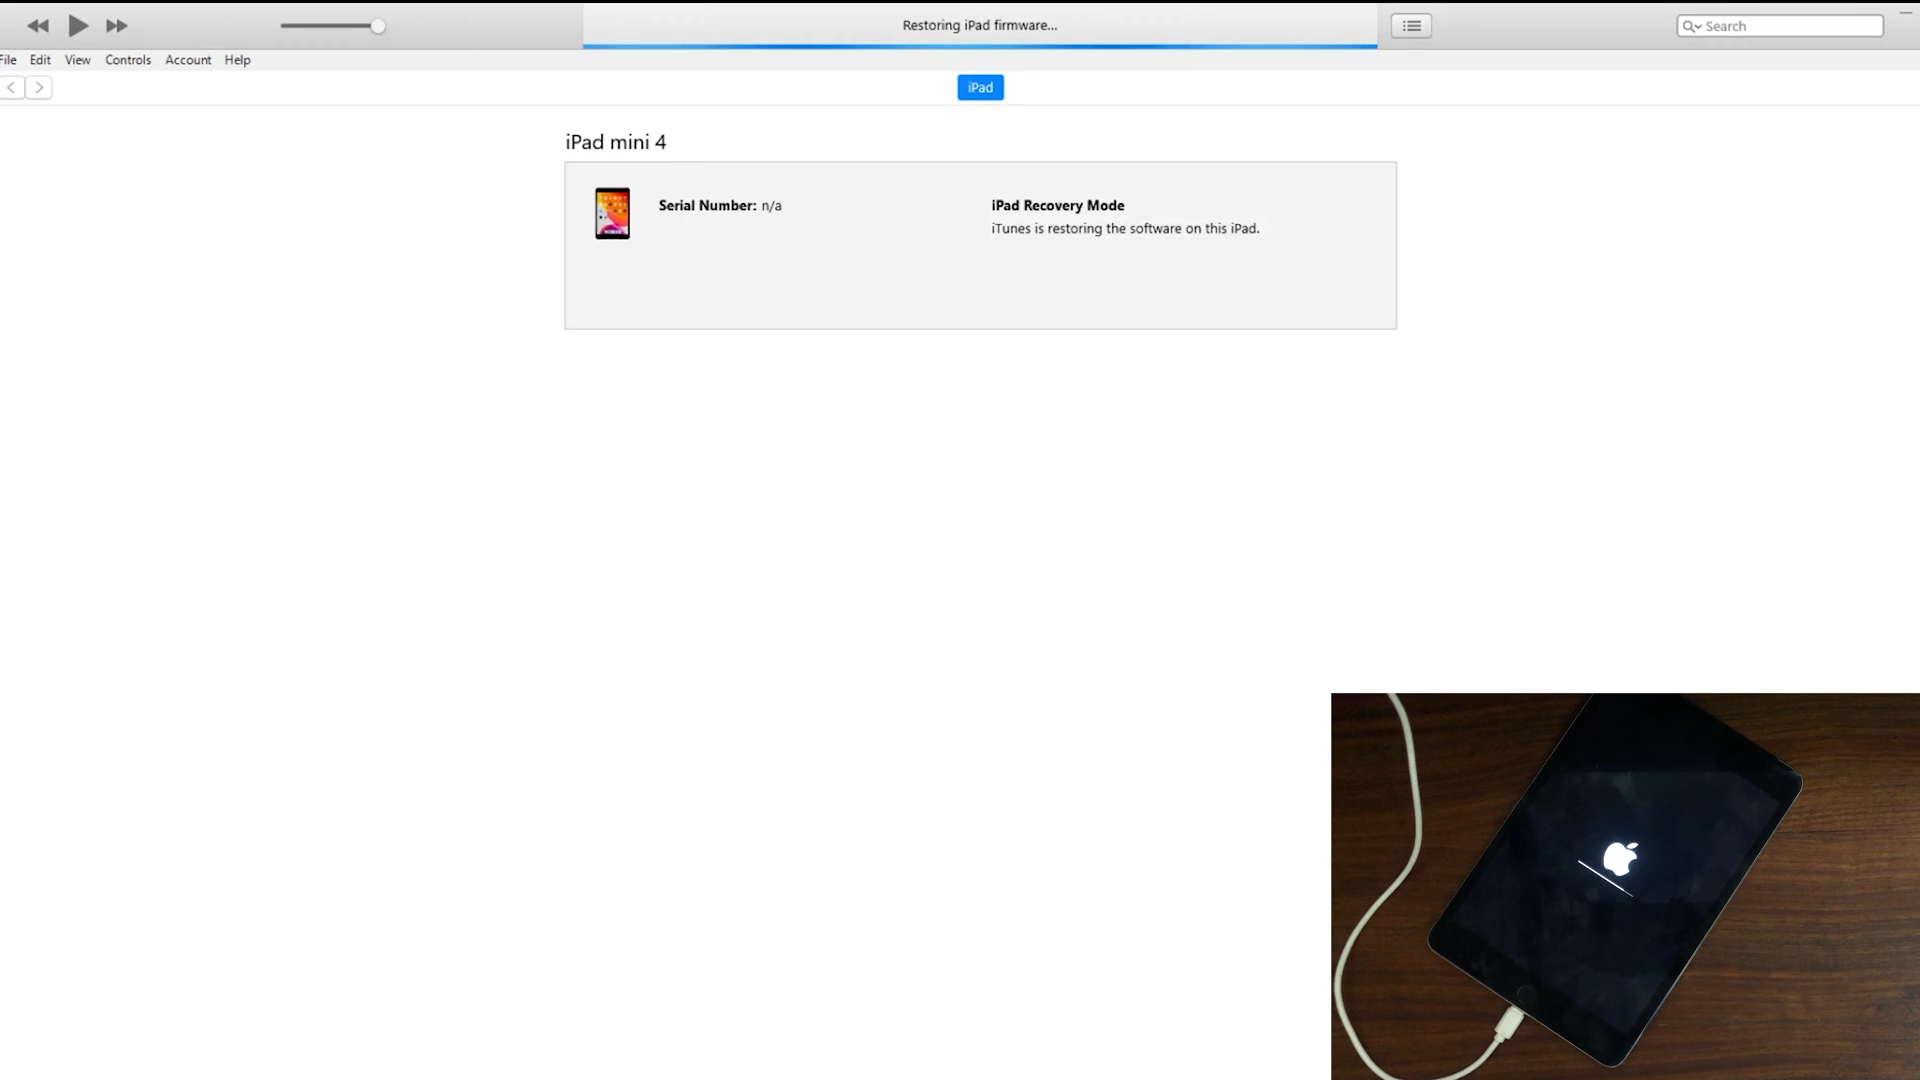 Restoring iPad firmware...
Search
File Edit View Controls Account Help
iPad
iPad mini 4
Serial Number: n/a
iPad Recovery Mode
iTunes is restoring the software on this iPad.